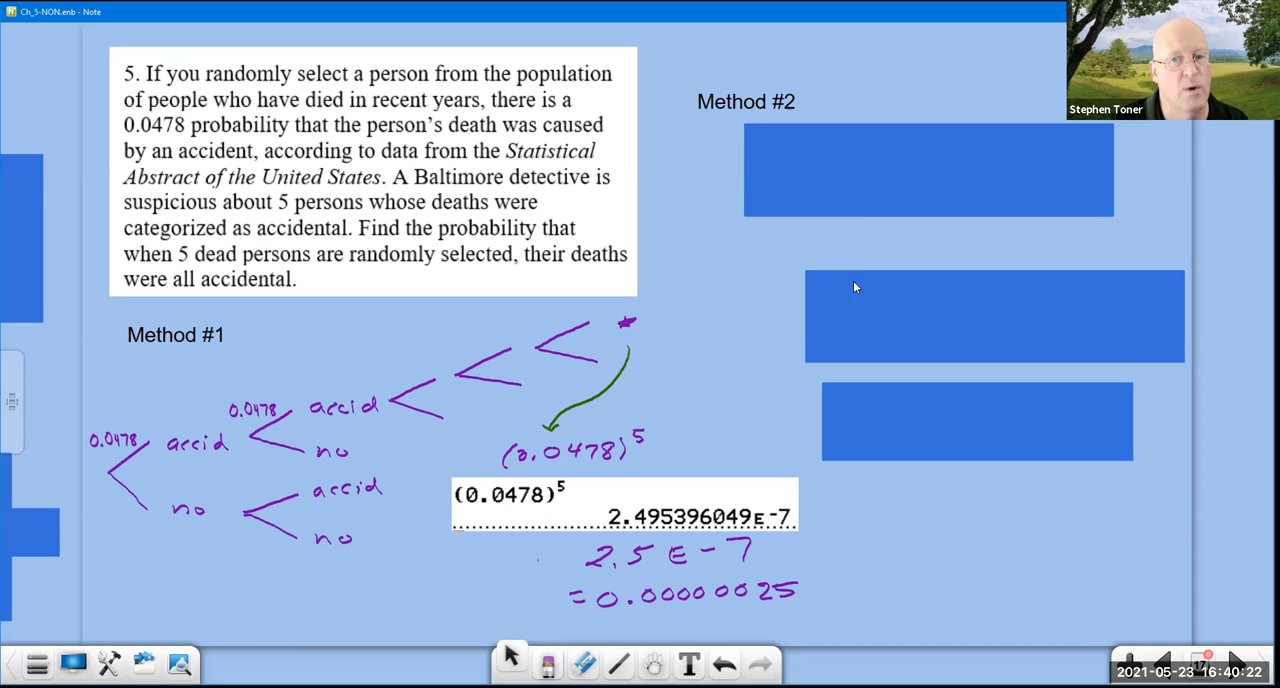 Ch_5-NON.enb - Note
5. If you randomly select a person from the population
of people who have died in recent years, there is a
0.0478 probability that the person's death was caused
by an accident, according to data from the Statistical
Abstract of the United States. A Baltimore detective is
suspicious about 5 persons whose deaths were
categorized as accidental. Find the probability that
when 5 dead persons are randomly selected, their deaths
were all accidental.
Method #2
Stephen Toner
Method #1
0.0478
accid
0.0478
accid
no
no
accid
no
(0.0478)⁵
(0.0478)⁵
2.495396049E-7
2.5 E-7
=0.00000025
17
0
2021-05-23 16:40:22